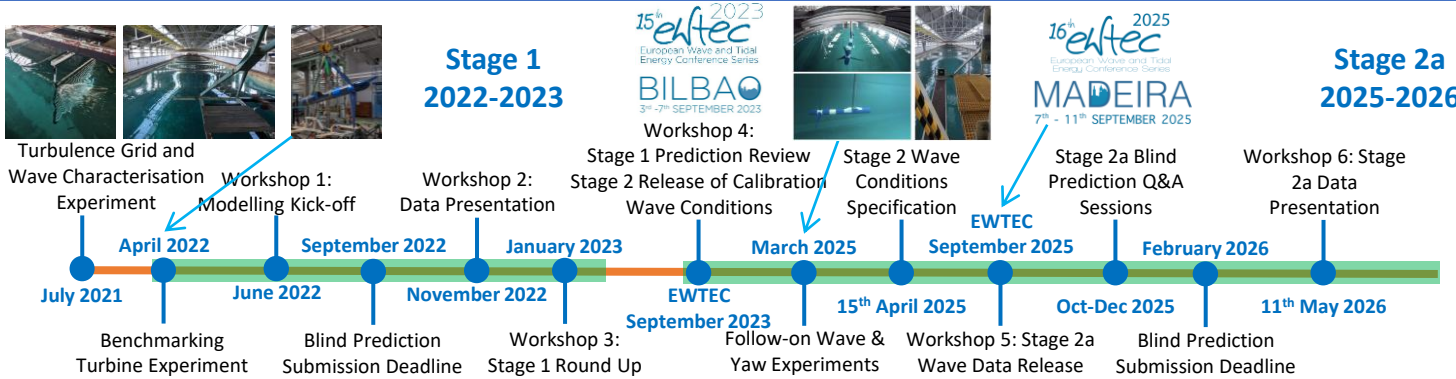 Stage 1
2022-2023
15th ewtec 2023
European Wave and Tidal
Energy Conference Series
BILBAO
3rd -7th SEPTEMBER 2023
16th ewtec 2025
European Wave and Tidal
Energy Conference Series
MADEIRA
7th - 11th SEPTEMBER 2025
Stage 2a
2025-2026
Turbulence Grid and
Wave Characterisation
Experiment
Workshop 1:
Modelling Kick-off
Workshop 2:
Data Presentation
Workshop 4:
Stage 1 Prediction Review
Stage 2 Release of Calibration
Wave Conditions
Stage 2 Wave
Conditions
Specification
Stage 2a Blind
Prediction Q&A
Sessions
Workshop 6: Stage
2a Data
Presentation
April 2022
September 2022
January 2023
March 2025
EWTEC
September 2025
February 2026
July 2021
June 2022
November 2022
EWTEC
September 2023
15th April 2025
Oct-Dec 2025
11th May 2026
Benchmarking
Turbine Experiment
Blind Prediction
Submission Deadline
Workshop 3:
Stage 1 Round Up
Follow-on Wave &
Yaw Experiments
Workshop 5: Stage 2a
Wave Data Release
Blind Prediction
Submission Deadline